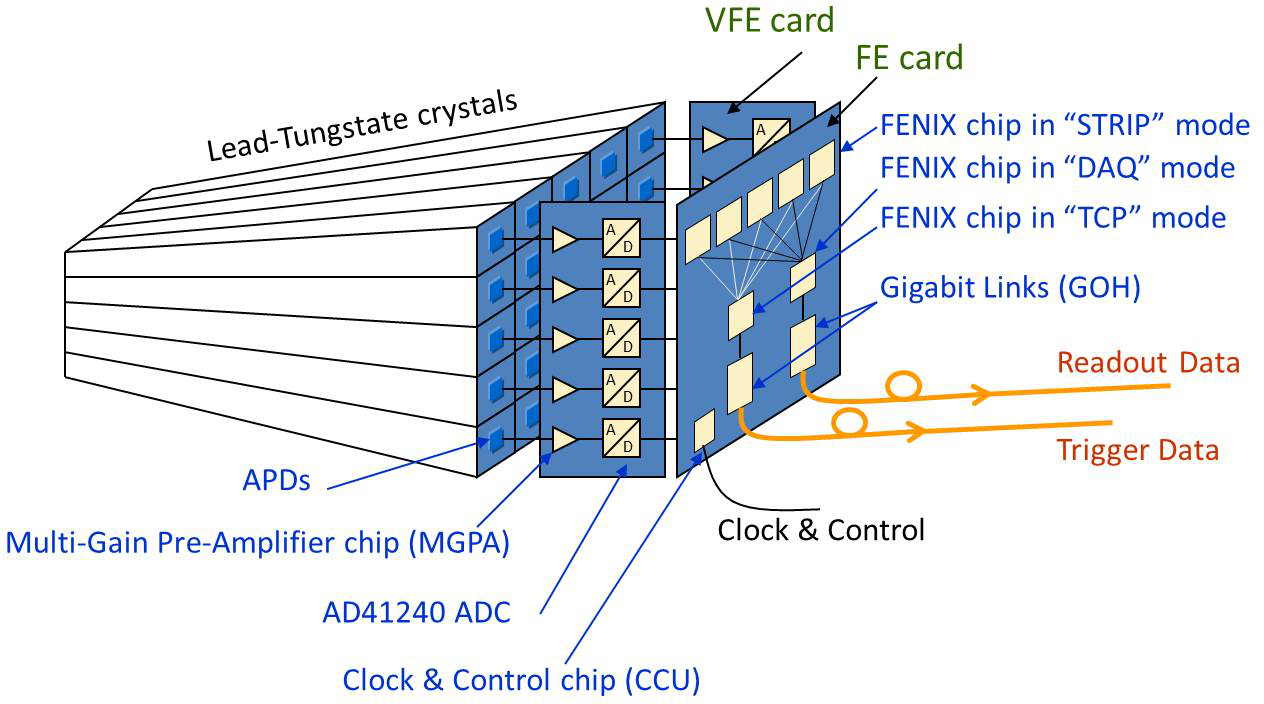 VFE card
FE card
Lead-Tungstate crystals
FENIX chip in “STRIP” mode
A
FENIX chip in “DAQ” mode
FENIX chip in “TCP” mode
A
D
A
D
Gigabit Links (GOH)
A
D
Readout Data
A
D
A
D
Trigger Data
APDs
Clock & Control
Multi-Gain Pre-Amplifier chip (MGPA)
AD41240 ADC
Clock & Control chip (CCU)